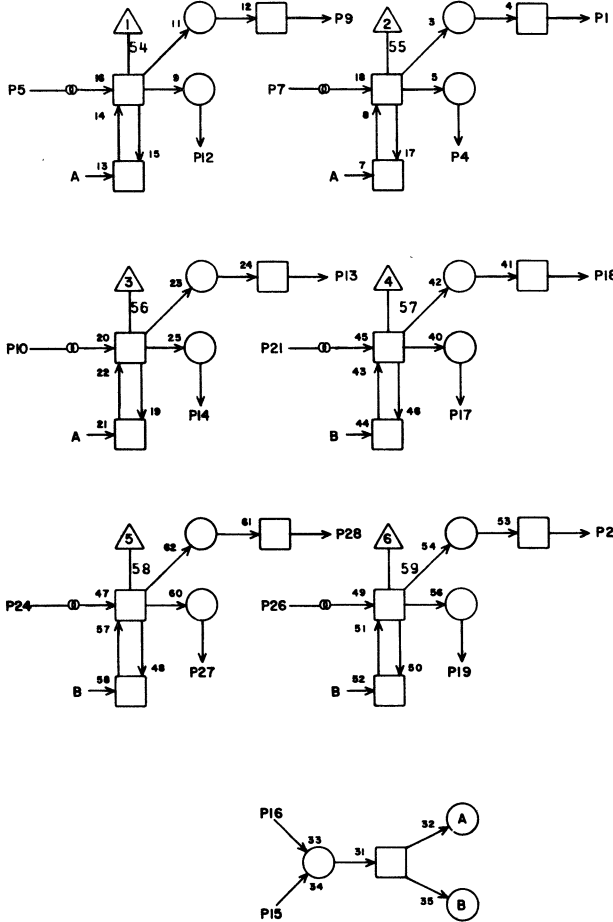 1 11 12 P9 2 3 4 P1
54 55
P5 16 9 P7 18 5
14 8
P12 P4
15 17
A 13 A 7
3 23 24 P13 4 42 41 P18
56 57
P10 20 25 P21 45 40
22 43
P14 P17
19 46
A 21 B 44
5 62 61 P28 6 54 53 P2
58 59
P24 47 60 P26 49 56
57 51
48 P27 50 P19
B 58 B 52
P16
33 31 32 A
34
P15 35 B